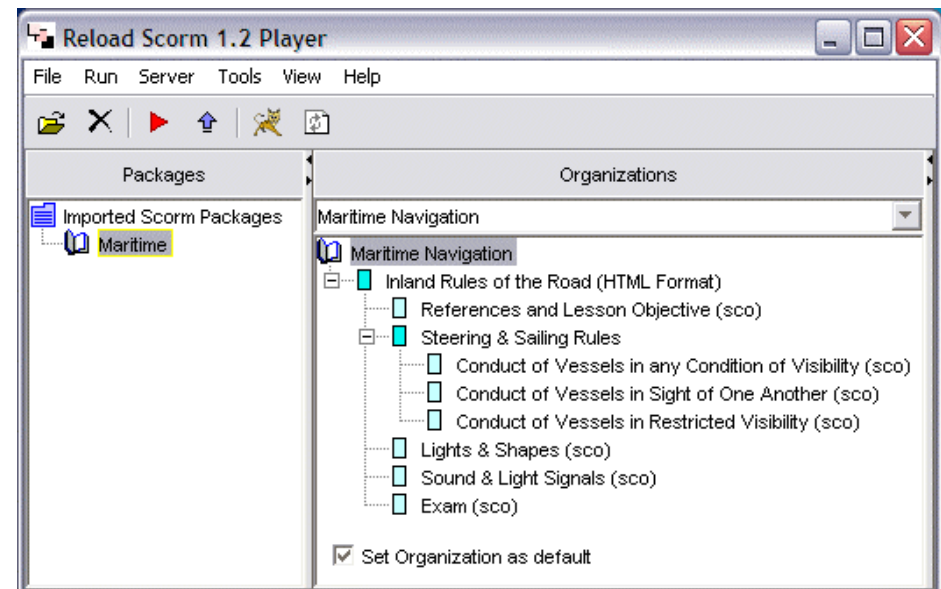 Reload Scorm 1.2 Player
File Run Server Tools View Help
Packages
Organizations
Imported Scorm Packages
Maritime
Maritime Navigation
Maritime Navigation
Inland Rules of the Road (HTML Format)
References and Lesson Objective (sco)
Steering & Sailing Rules
Conduct of Vessels in any Condition of Visibility (sco)
Conduct of Vessels in Sight of One Another (sco)
Conduct of Vessels in Restricted Visibility (sco)
Lights & Shapes (sco)
Sound & Light Signals (sco)
Exam (sco)
Set Organization as default